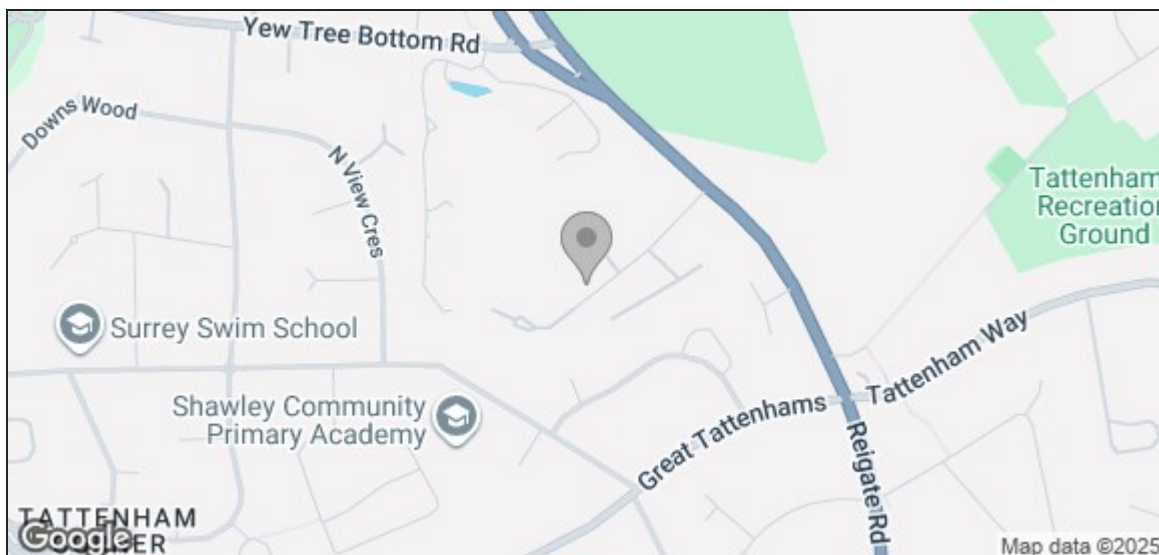 Yew Tree Bottom Rd
Downs Wood
N View Cres
Tattenham
Recreation
Ground
Surrey Swim School
Tattenham Way
Shawley Community
Primary Academy
Great Tattenhams
Reigate Rd
TATTENHAM
Google
Map data ©2025